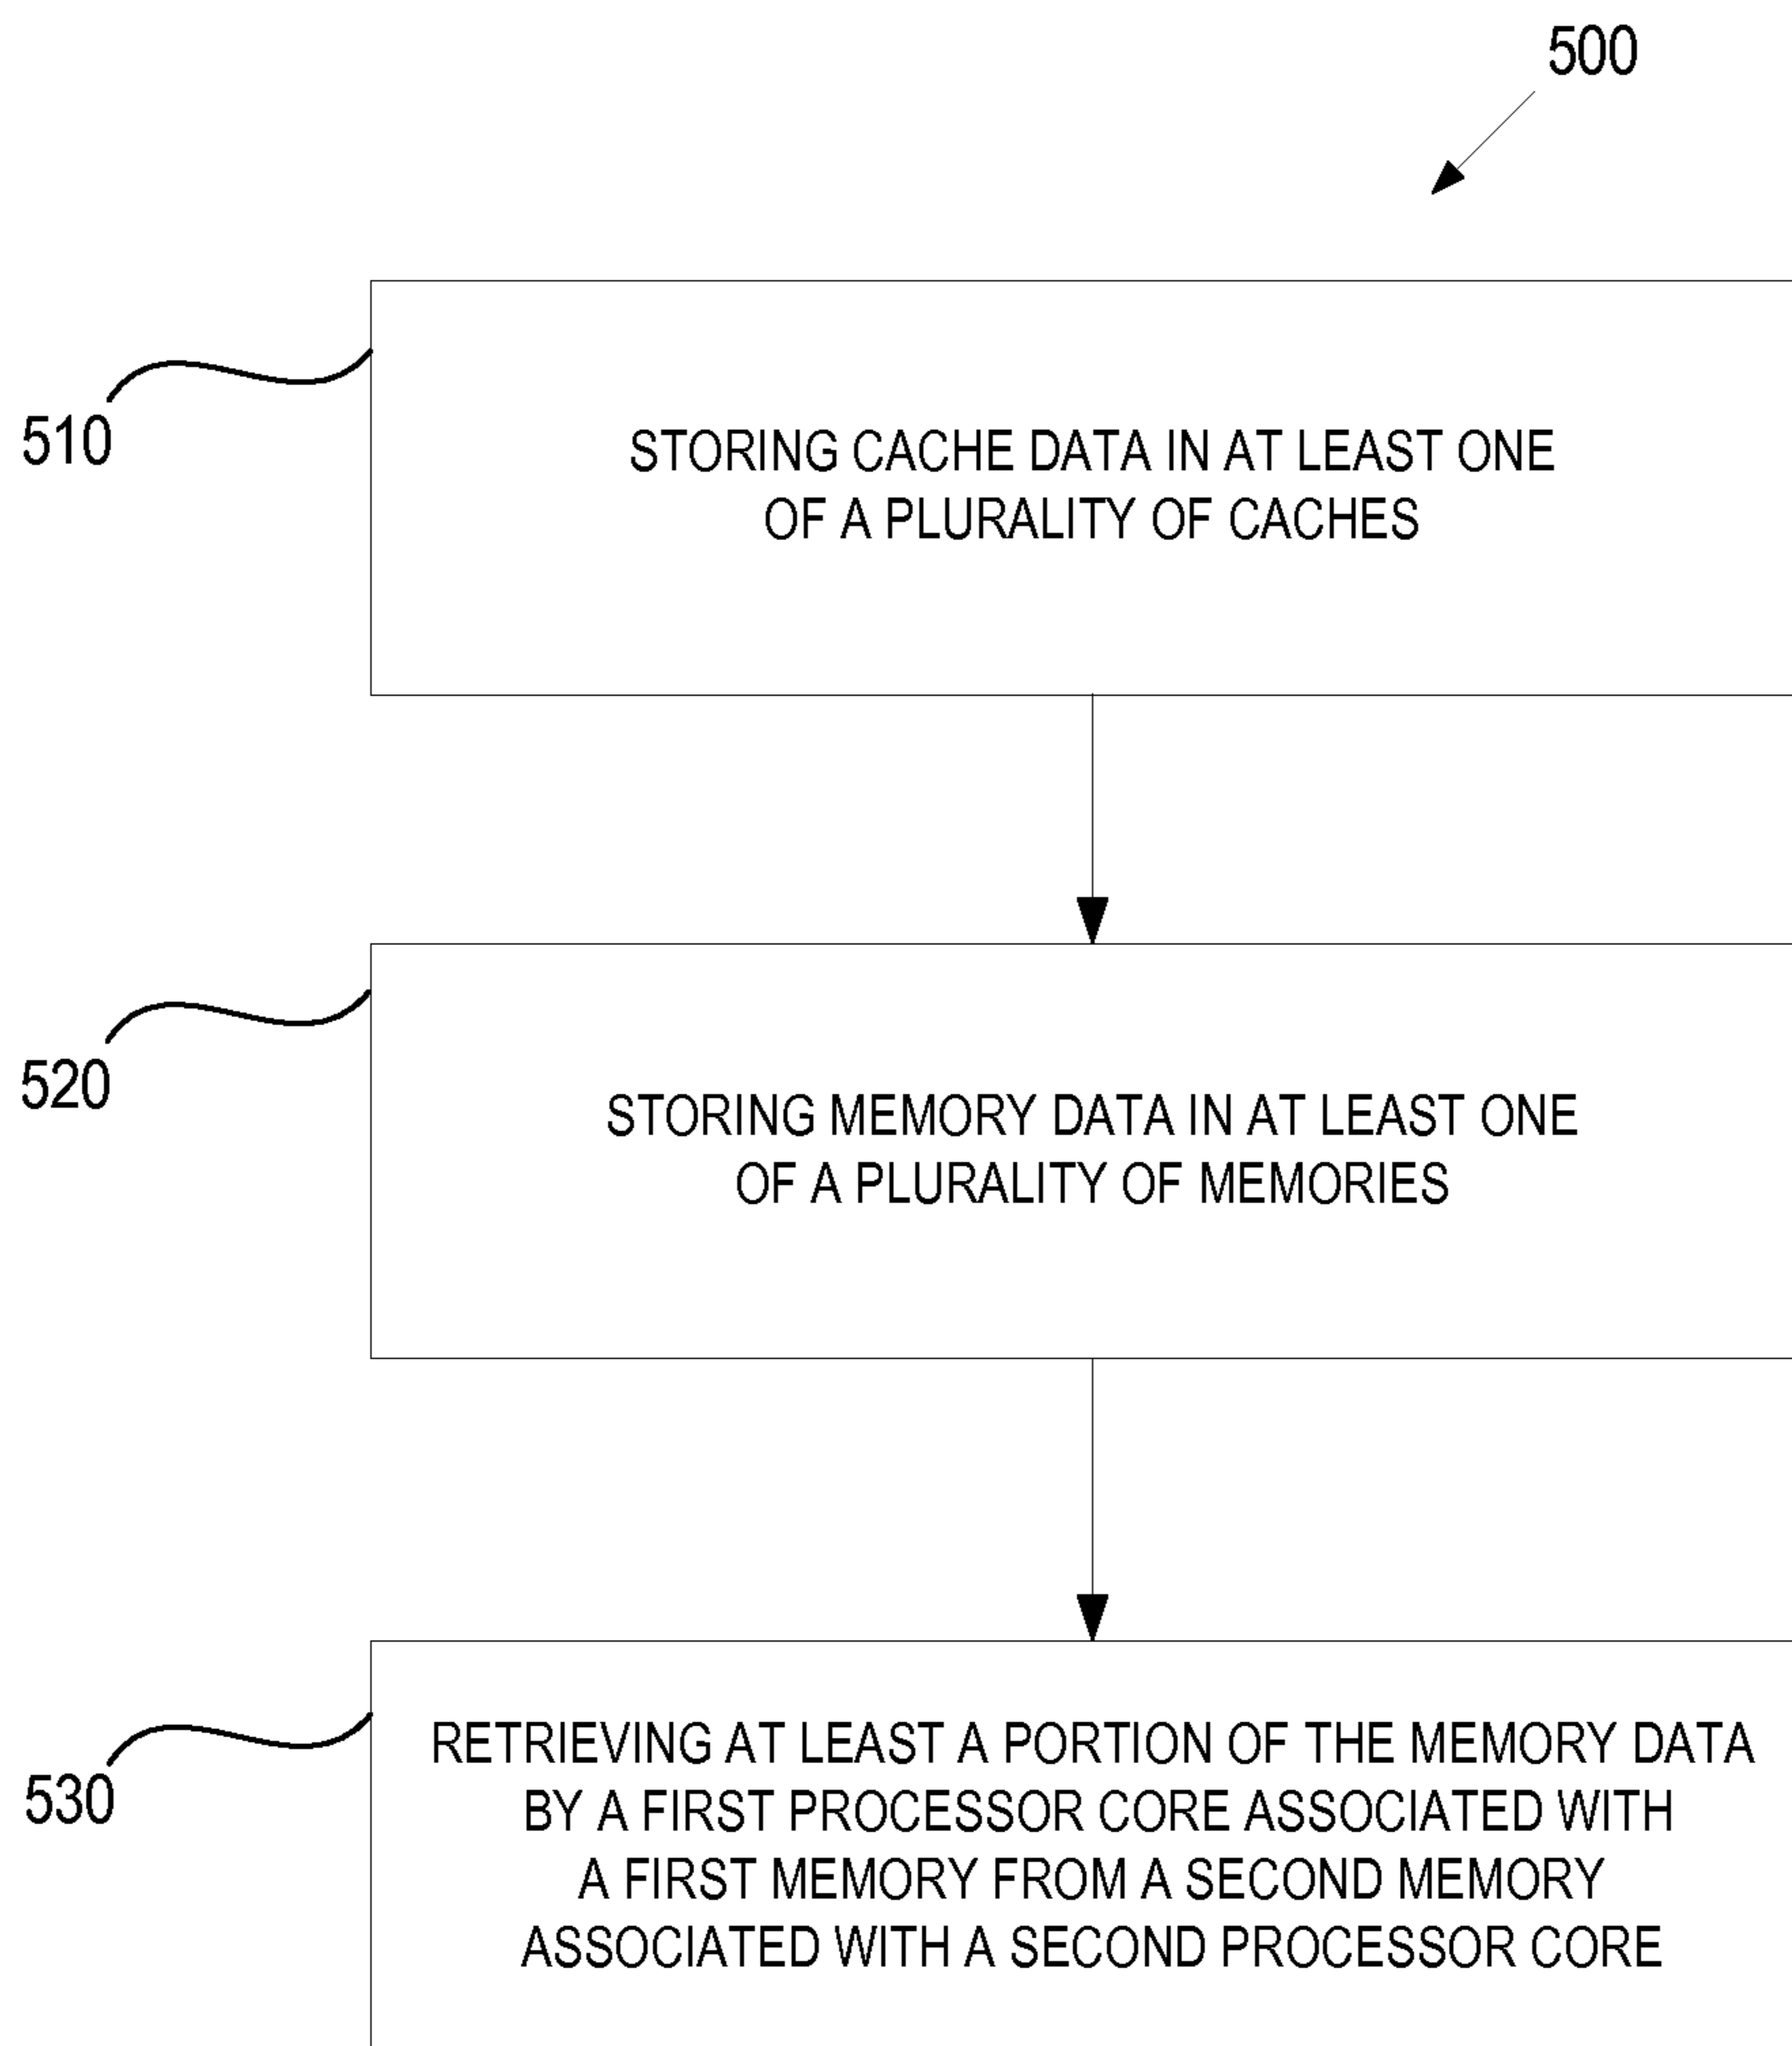 500
510
STORING CACHE DATA IN AT LEAST ONE
OF A PLURALITY OF CACHES
520
STORING MEMORY DATA IN AT LEAST ONE
OF A PLURALITY OF MEMORIES
530
RETRIEVING AT LEAST A PORTION OF THE MEMORY DATA
BY A FIRST PROCESSOR CORE ASSOCIATED WITH
A FIRST MEMORY FROM A SECOND MEMORY
ASSOCIATED WITH A SECOND PROCESSOR CORE